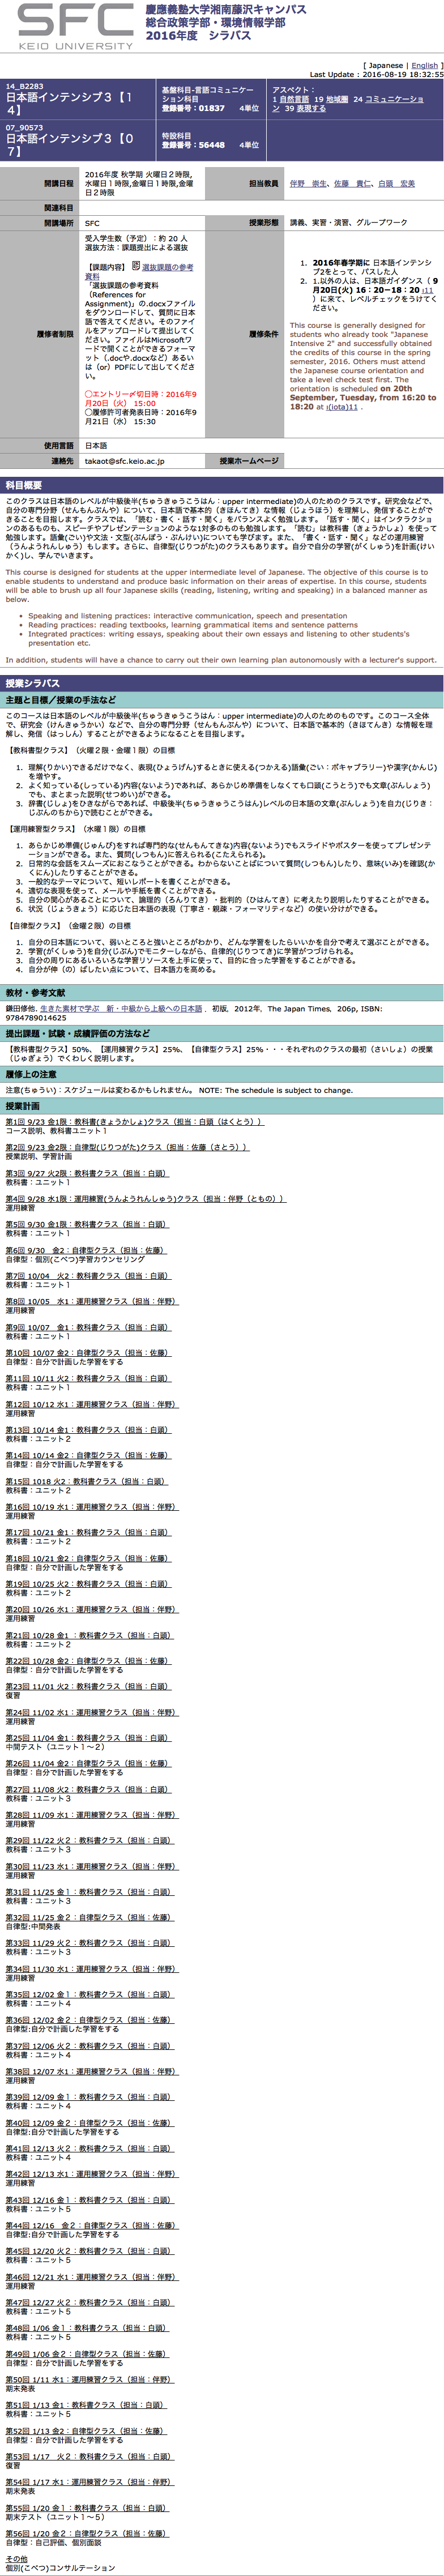 SFC
KEIO UNIVERSITY
慶應義塾大学湘南藤沢キャンパス
総合政策学部・環境情報学部
2016年度 シラバス
[ Japanese | English ]
Last Update : 2016-08-19 18:32:55
14_B2283
日本語インテンシブ３【１４】
基盤科目-言語コミュニケーション科目
登録番号：01837 4単位
アスペクト：
1 自然言語 19 地域圏 24 コミュニケーション 39 表現する
07_90573
日本語インテンシブ３【０７】
特設科目
登録番号：56448 4単位
開講日程
2016年度 秋学期 火曜日２時限,水曜日１時限,金曜日１時限,金曜日２時限
担当教員
伴野 崇生、佐藤 貴仁、白頭 宏美
関連科目
開講場所
SFC
授業形態
講義、実習・演習、グループワーク
履修者制限
受入学生数（予定）：約 20 人
選抜方法：課題提出による選抜
【課題内容】 選抜課題の参考資料
「選抜課題の参考資料（References for Assignment)」の.docxファイルをダウンロードして、質問に日本語で答えてください。そのファイルをアップロードして提出してください。ファイルはMicrosoftワードで開くことができるフォーマット（.docや.docxなど）あるいは（or）PDFにして出してください。
◯エントリー〆切日時：2016年9月20日（火） 15:00
◯履修許可者発表日時：2016年9月21日（水） 15:30
履修条件
1. 2016年春学期に 日本語インテンシブ2をとって、パスした人
2. 1.以外の人は、日本語ガイダンス（ 9月20日(火) 16：20－18：20 ι11 ）に来て、レベルチェックをうけてください。
This course is generally designed for students who already took "Japanese Intensive 2" and successfully obtained the credits of this course in the spring semester, 2016. Others must attend the Japanese course orientation and take a level check test first. The orientation is scheduled on 20th September, Tuesday, from 16:20 to 18:20 at ι(iota)11 .
使用言語
日本語
連絡先
takaot@sfc.keio.ac.jp
授業ホームページ
科目概要
このクラスは日本語のレベルが中級後半(ちゅうきゅうこうはん：upper intermediate)の人のためのクラスです。研究会などで、自分の専門分野（せんもんぶんや）について、日本語で基本的（きほんてき）な情報（じょうほう）を理解し、発信することができることを目指します。クラスでは、「読む・書く・話す・聞く」をバランスよく勉強します。「話す・聞く」はインタラクションのあるものも、スピーチやプレゼンテーションのような1対多のものも勉強します。「読む」は教科書（きょうかしょ）を使って勉強します。語彙(ごい)や文法・文型(ぶんぽう・ぶんけい)についても学びます。また、「書く・話す・聞く」などの運用練習（うんようれんしゅう）もします。さらに、自律型(じりつがた)のクラスもあります。自分で自分の学習(がくしゅう)を計画(けいかく)し、学んでいきます。
This course is designed for students at the upper intermediate level of Japanese. The objective of this course is to enable students to understand and produce basic information on their areas of expertise. In this course, students will be able to brush up all four Japanese skills (reading, listening, writing and speaking) in a balanced manner as below.
• Speaking and listening practices: interactive communication, speech and presentation
• Reading practices: reading textbooks, learning grammatical items and sentence patterns
• Integrated practices: writing essays, speaking about their own essays and listening to other students's presentation etc.
In addition, students will have a chance to carry out their own learning plan autonomously with a lecturer's support.
授業シラバス
主題と目標／授業の手法など
このコースは日本語のレベルが中級後半(ちゅうきゅうこうはん：upper intermediate)の人のためのものです。このコース全体で、研究会（けんきゅうかい）などで、自分の専門分野（せんもんぶんや）について、日本語で基本的（きほんてき）な情報を理解し、発信（はっしん）することができるようになることを目指します。
【教科書型クラス】（火曜２限・金曜１限）の目標
1. 理解(りかい)できるだけでなく、表現(ひょうげん)するときに使える(つかえる)語彙(ごい：ボキャブラリー)や漢字(かんじ)を増やす。
2. よく知っている(しっている)内容(ないよう)であれば、あらかじめ準備をしなくても口頭(こうとう)でも文章(ぶんしょう)でも、まとまった説明(せつめい)ができる。
3. 辞書(じしょ)をひきながらであれば、中級後半(ちゅうきゅうこうはん)レベルの日本語の文章(ぶんしょう)を自力(じりき：じぶんのちから)で読むことができる。
【運用練習型クラス】（水曜１限）の目標
1. あらかじめ準備(じゅんび)をすれば専門的な(せんもんてきな)内容(ないよう)でもスライドやポスターを使ってプレゼンテーションができる。また、質問(しつもん)に答えられる(こたえられる)。
2. 日常的な会話をスムーズにおこなうことができる。わからないことばについて質問(しつもん)したり、意味(いみ)を確認(かくにん)したりすることができる。
3. 一般的なテーマについて、短いレポートを書くことができる。
4. 適切な表現を使って、メールや手紙を書くことができる。
5. 自分の関心があることについて、論理的（ろんりてき）・批判的（ひはんてき）に考えたり説明したりすることができる。
6. 状況（じょうきょう）に応じた日本語の表現（丁寧さ・親疎・フォーマリティなど）の使い分けができる。
【自律型クラス】（金曜２限）の目標
1. 自分の日本語について、弱いところと強いところがわかり、どんな学習をしたらいいかを自分で考えて選ぶことができる。
2. 学習(がくしゅう)を自分(じぶん)でモニターしながら、自律的(じりつてき)に学習がつづけられる。
3. 自分の周りにあるいろいろな学習リソースを上手に使って、目的に合った学習をすることができる。
4. 自分が伸（の）ばしたい点について、日本語力を高める。
教材・参考文献
鎌田修他. 生きた素材で学ぶ 新・中級から上級への日本語 . 初版, 2012年, The Japan Times, 206p, ISBN: 9784789014625
提出課題・試験・成績評価の方法など
【教科書型クラス】50%、【運用練習型クラス】25%、【自律型クラス】25%・・・それぞれのクラスの最初（さいしょ）の授業（じゅぎょう）でくわしく説明します。
履修上の注意
注意(ちゅうい)：スケジュールは変わるかもしれません。 NOTE: The schedule is subject to change.
授業計画
第1回 9/23 金1限：教科書(きょうかしょ)クラス（担当：白頭（はくとう））
コース説明、教科書ユニット１
第2回 9/23 金2限：自律型(じりつがた)クラス（担当：佐藤（さとう））
授業説明、学習計画
第3回 9/27 火2限：教科書クラス（担当：白頭）
教科書：ユニット１
第4回 9/28 水1限：運用練習(うんようれんしゅう)クラス（担当：伴野（ともの））
運用練習
第5回 9/30 金1限：教科書クラス（担当：白頭）
教科書：ユニット１
第6回 9/30 金2：自律型クラス（担当：佐藤）
自律型：個別(こべつ)学習カウンセリング
第7回 10/04 火2：教科書クラス（担当：白頭）
教科書：ユニット１
第8回 10/05 水1：運用練習クラス（担当：伴野）
運用練習
第9回 10/07 金1：教科書クラス（担当：白頭）
教科書：ユニット１
第10回 10/07 金2：自律型クラス（担当：佐藤）
自律型：自分で計画した学習をする
第11回 10/11 火2：教科書クラス（担当：白頭）
教科書：ユニット１
第12回 10/12 水1：運用練習クラス（担当：伴野）
運用練習
第13回 10/14 金1：教科書クラス（担当：白頭）
教科書：ユニット２
第14回 10/14 金2：自律型クラス（担当：佐藤）
自律型：自分で計画した学習をする
第15回 1018 火2：教科書クラス（担当：白頭）
教科書：ユニット２
第16回 10/19 水1：運用練習クラス（担当：伴野）
運用練習
第17回 10/21 金1：教科書クラス（担当：白頭）
教科書：ユニット２
第18回 10/21 金2：自律型クラス（担当：佐藤）
自律型：自分で計画した学習をする
第19回 10/25 火2：教科書クラス（担当：白頭）
教科書：ユニット２
第20回 10/26 水1：運用練習クラス（担当：伴野）
運用練習
第21回 10/28 金1 ：教科書クラス（担当：白頭）
教科書：ユニット２
第22回 10/28 金2：自律型クラス（担当：佐藤）
自律型：自分で計画した学習をする
第23回 11/01 火2：教科書クラス（担当：白頭）
復習
第24回 11/02 水1：運用練習クラス（担当：伴野）
運用練習
第25回 11/04 金1：教科書クラス（担当：白頭）
中間テスト（ユニット１～２）
第26回 11/04 金2：自律型クラス（担当：佐藤）
自律型：自分で計画した学習をする
第27回 11/08 火2：教科書クラス（担当：白頭）
教科書：ユニット３
第28回 11/09 水1：運用練習クラス（担当：伴野）
運用練習
第29回 11/22 火２：教科書クラス（担当：白頭）
教科書：ユニット３
第30回 11/23 水1：運用練習クラス（担当：伴野）
運用練習
第31回 11/25 金１：教科書クラス（担当：白頭）
教科書：ユニット３
第32回 11/25 金２：自律型クラス（担当：佐藤）
自律型:中間発表
第33回 11/29 火２：教科書クラス（担当：白頭）
教科書：ユニット３
第34回 11/30 水1：運用練習クラス（担当：伴野）
運用練習
第35回 12/02 金１：教科書クラス（担当：白頭）
教科書：ユニット４
第36回 12/02 金２：自律型クラス（担当：佐藤）
自律型:自分で計画した学習をする
第37回 12/06 火２：教科書クラス（担当：白頭）
教科書：ユニット４
第38回 12/07 水1：運用練習クラス（担当：伴野）
運用練習
第39回 12/09 金１：教科書クラス（担当：白頭）
教科書：ユニット４
第40回 12/09 金２：自律型クラス（担当：佐藤）
自律型:自分で計画した学習をする
第41回 12/13 火２：教科書クラス（担当：白頭）
教科書：ユニット４
第42回 12/13 水1：運用練習クラス（担当：伴野）
運用練習
第43回 12/16 金１：教科書クラス（担当：白頭）
教科書：ユニット５
第44回 12/16 金２：自律型クラス（担当：佐藤）
自律型:自分で計画した学習をする
第45回 12/20 火２：教科書クラス（担当：白頭）
教科書：ユニット５
第46回 12/21 水1：運用練習クラス（担当：伴野）
運用練習
第47回 12/27 火２：教科書クラス（担当：白頭）
教科書：ユニット５
第48回 1/06 金１：教科書クラス（担当：白頭）
教科書：ユニット５
第49回 1/06 金２：自律型クラス（担当：佐藤）
自律型：自分で計画した学習をする
第50回 1/11 水1：運用練習クラス（担当：伴野）
期末発表
第51回 1/13 金1：教科書クラス（担当：白頭）
教科書：ユニット５
第52回 1/13 金2：自律型クラス（担当：佐藤）
自律型：自分で計画した学習をする
第53回 1/17 火２：教科書クラス（担当：白頭）
復習
第54回 1/17 水1：運用練習クラス（担当：伴野）
期末発表
第55回 1/20 金１：教科書クラス（担当：白頭）
期末テスト（ユニット１～５）
第56回 1/20 金２：自律型クラス（担当：佐藤）
自律型：自己評価、個別面談
その他
個別(こべつ)コンサルテーション